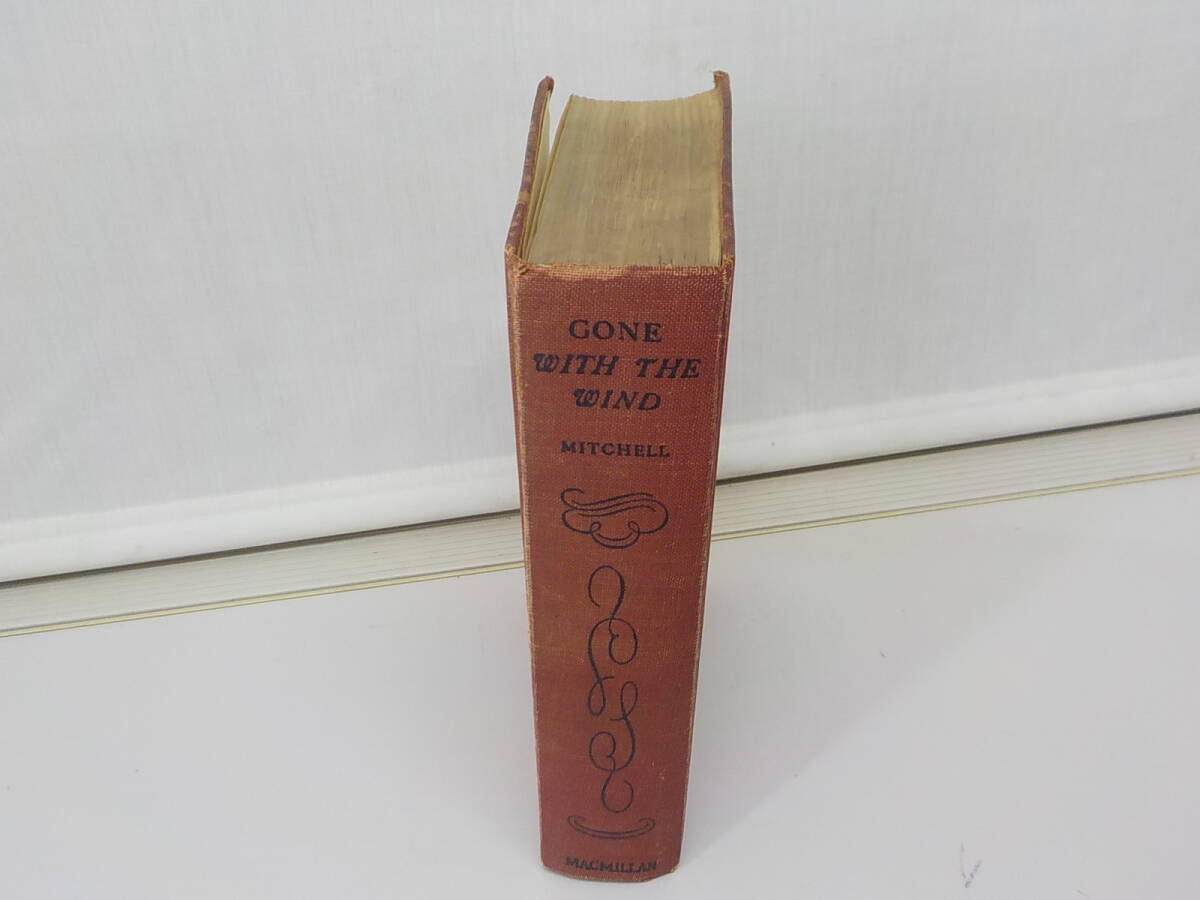 GONE
WITH THE
WIND
MITCHELL
MACMILLAN